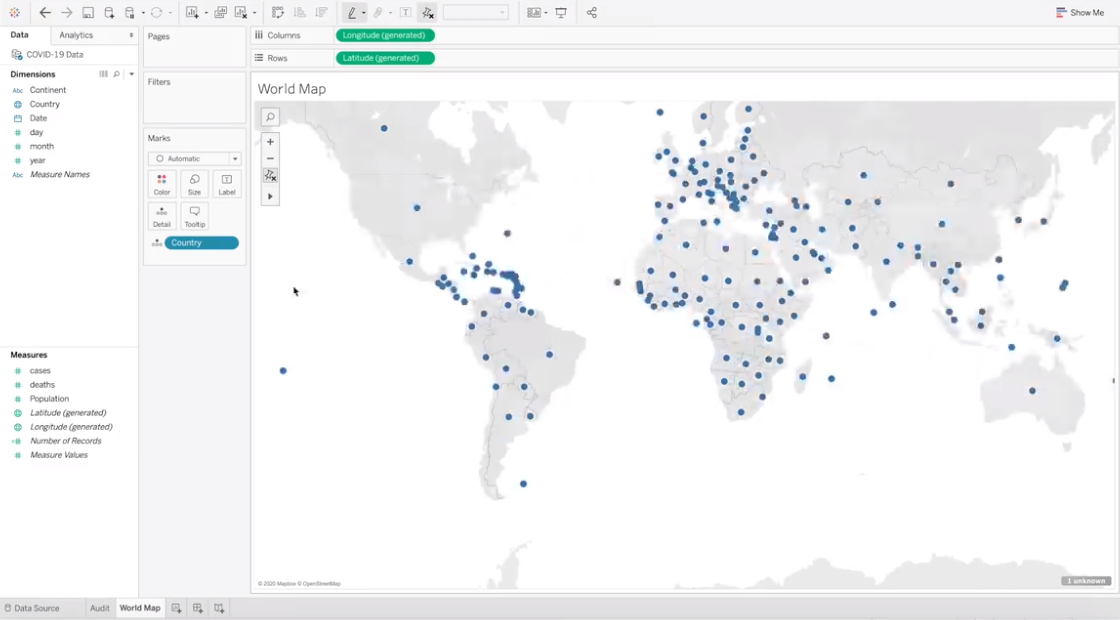 Show Me
Data Analytics
COVID-19 Data
Dimensions
Abc Continent
Country
Date
day
month
year
Abc Measure Names
Measures
cases
deaths
Population
Latitude (generated)
Longitude (generated)
Number of Records
Measure Values
Pages
Filters
Marks
Automatic
Color Size Label
Detail Tooltip
Country
Columns Longitude (generated)
Rows Latitude (generated)
World Map
© 2020 Mapbox © OpenStreetMap
1 unknown
Data Source Audit World Map